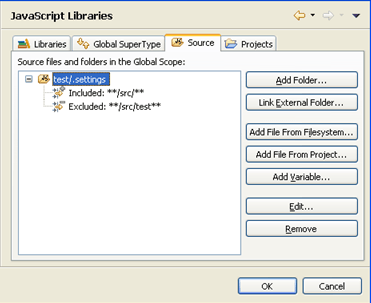 JavaScript Libraries
Libraries Global SuperType Source Projects
Source files and folders in the Global Scope:
test/.settings
Included: **/src/**
Excluded: **/src/test**
Add Folder...
Link External Folder...
Add File From Filesystem...
Add File From Project...
Add Variable...
Edit...
Remove
OK Cancel